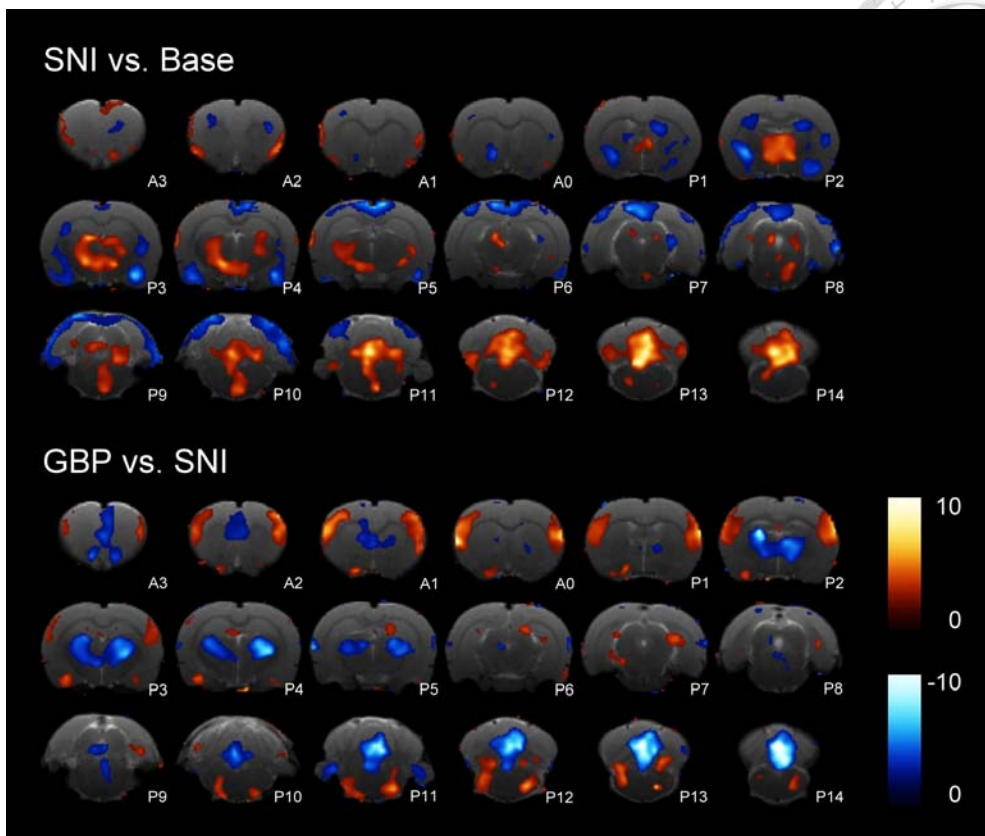 SNI vs. Base
A3 A2 A1 A0 P1 P2
P3 P4 P5 P6 P7 P8
P9 P10 P11 P12 P13 P14
GBP vs. SNI
A3 A2 A1 A0 P1 P2
P3 P4 P5 P6 P7 P8
P9 P10 P11 P12 P13 P14
10
0
-10
0